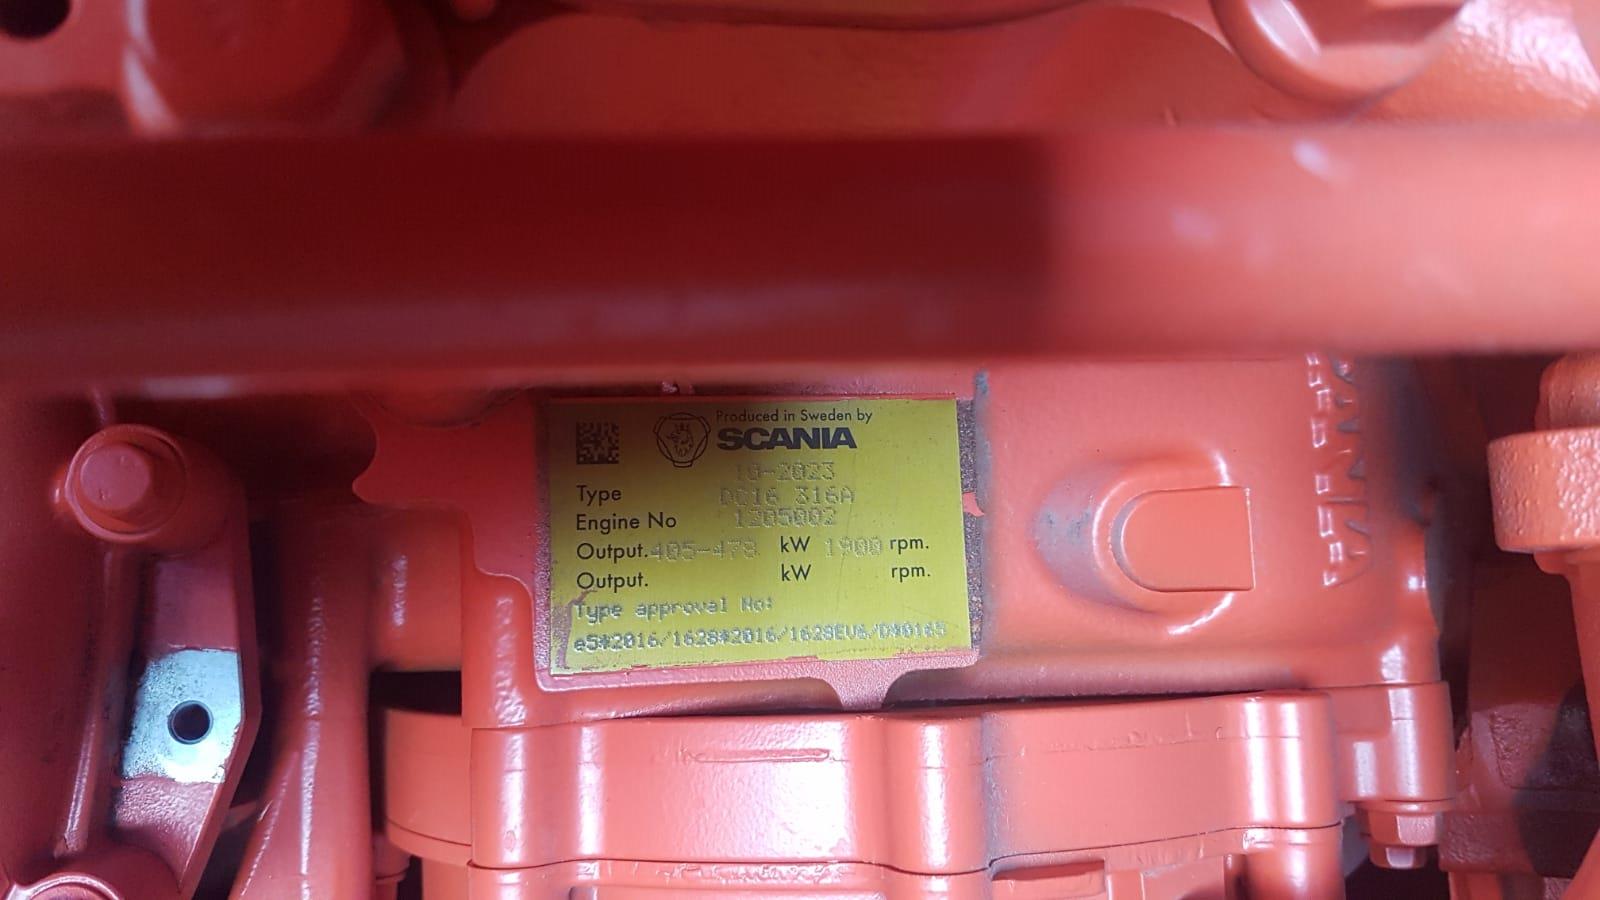 Produced in Sweden by
SCANIA
10-2023
Type DC16 316A
Engine No 1205002
Output. 405-478 kW 1900 rpm.
Output. kW rpm.
Type approval No:
e5*2016/1628*2016/1628EV6/D*0165